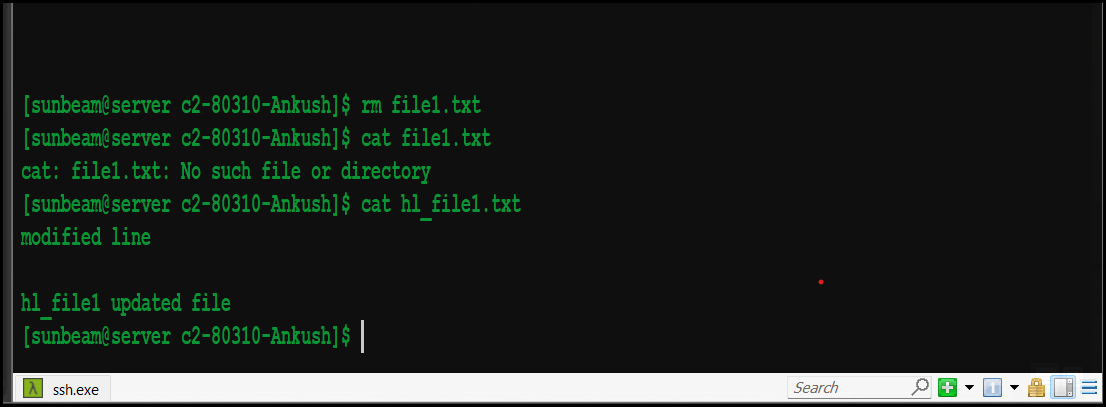 [sunbeam@server c2-80310-Ankush]$ rm file1.txt
[sunbeam@server c2-80310-Ankush]$ cat file1.txt
cat: file1.txt: No such file or directory
[sunbeam@server c2-80310-Ankush]$ cat hl_file1.txt
modified line
hl_file1 updated file
[sunbeam@server c2-80310-Ankush]$
λ ssh.exe
Search
1